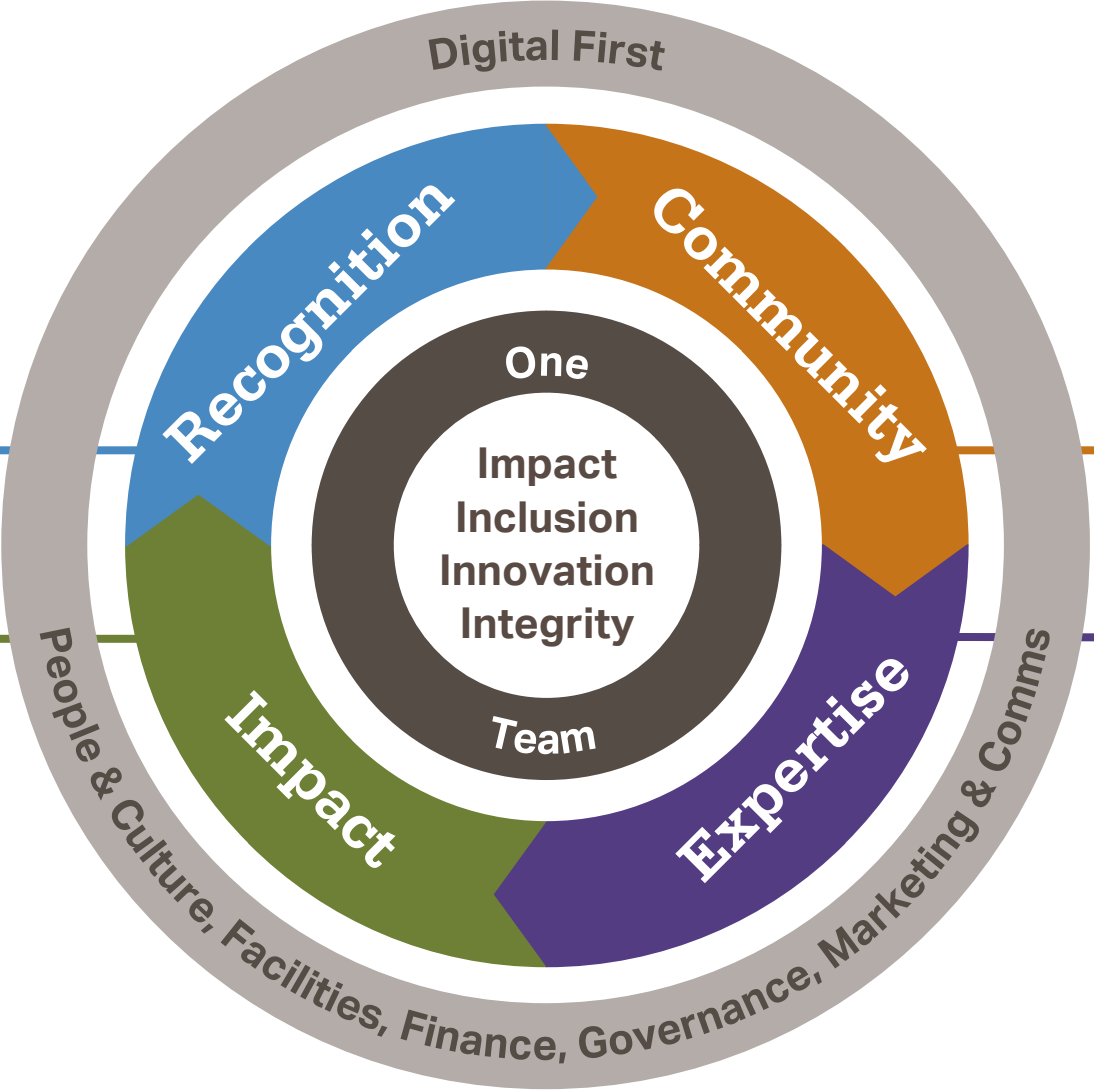 Digital First
Recognition
Community
One
Impact
Inclusion
Innovation
Integrity
Team
Impact
Expertise
People & Culture, Facilities, Finance, Governance, Marketing & Comms